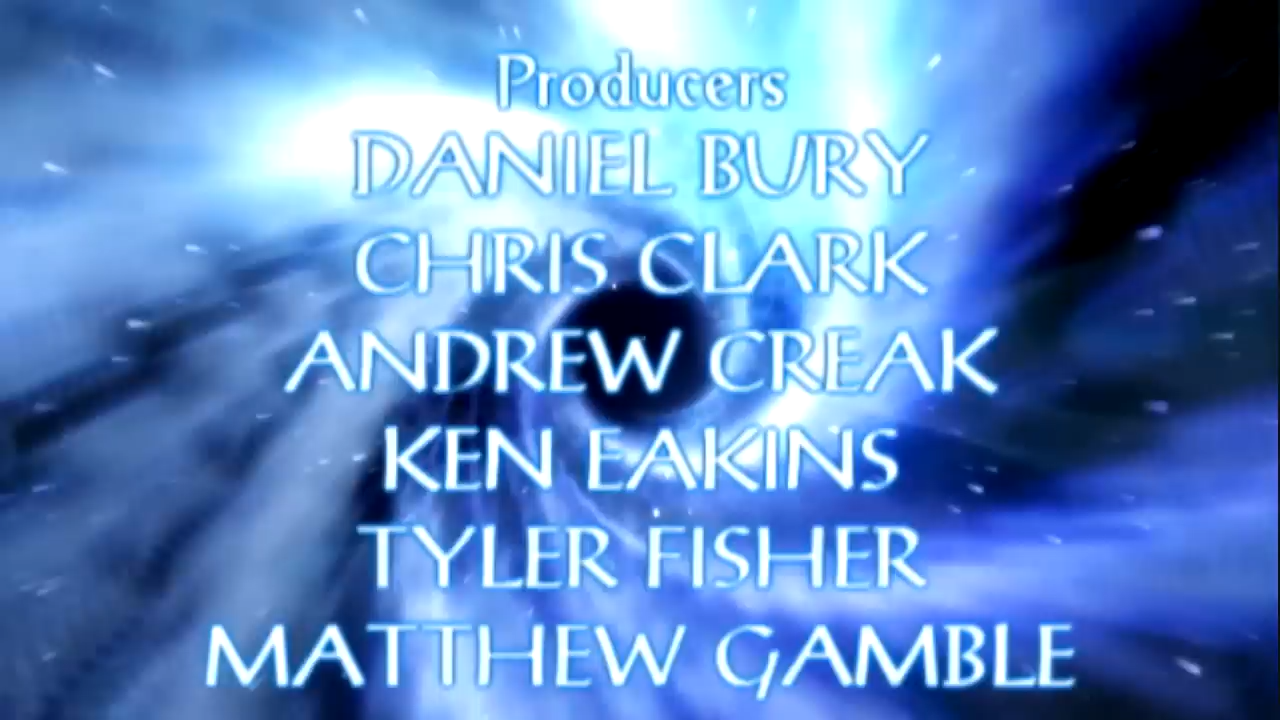 Producers
DANIEL BURY
CHRIS CLARK
ANDREW CREAK
KEN EAKINS
TYLER FISHER
MATTHEW GAMBLE